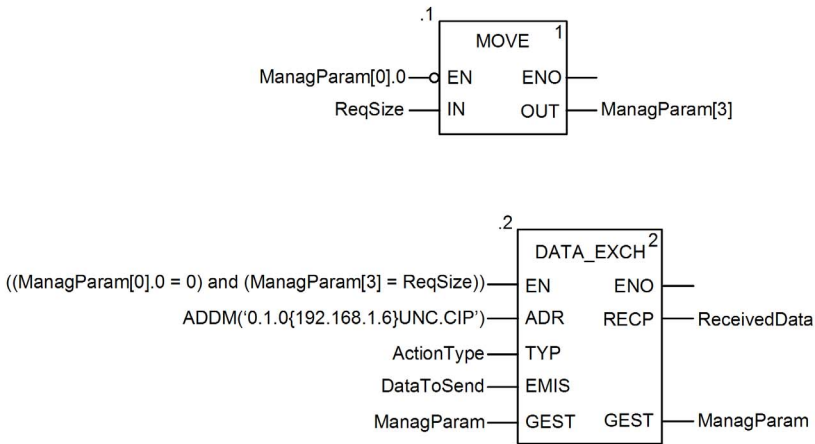 .1
MOVE 1
ManagParam[0].0 EN ENO
ReqSize IN OUT ManagParam[3]
.2
DATA_EXCH 2
((ManagParam[0].0 = 0) and (ManagParam[3] = ReqSize)) EN ENO
ADDM(‘0.1.0{192.168.1.6}UNC.CIP’) ADR RECP ReceivedData
ActionType TYP
DataToSend EMIS
ManagParam GEST GEST ManagParam